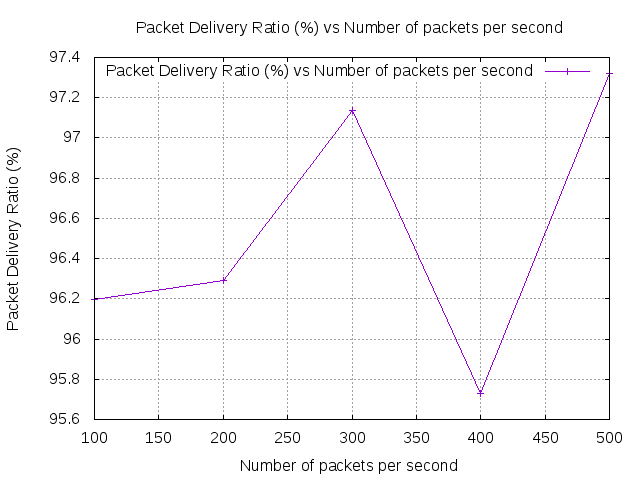 Packet Delivery Ratio (%) vs Number of packets per second
97.4
Packet Delivery Ratio (%) vs Number of packets per second
97.2
97
96.8
96.6
96.4
96.2
96
95.8
95.6
Packet Delivery Ratio (%)
100 150 200 250 300 350 400 450 500
Number of packets per second